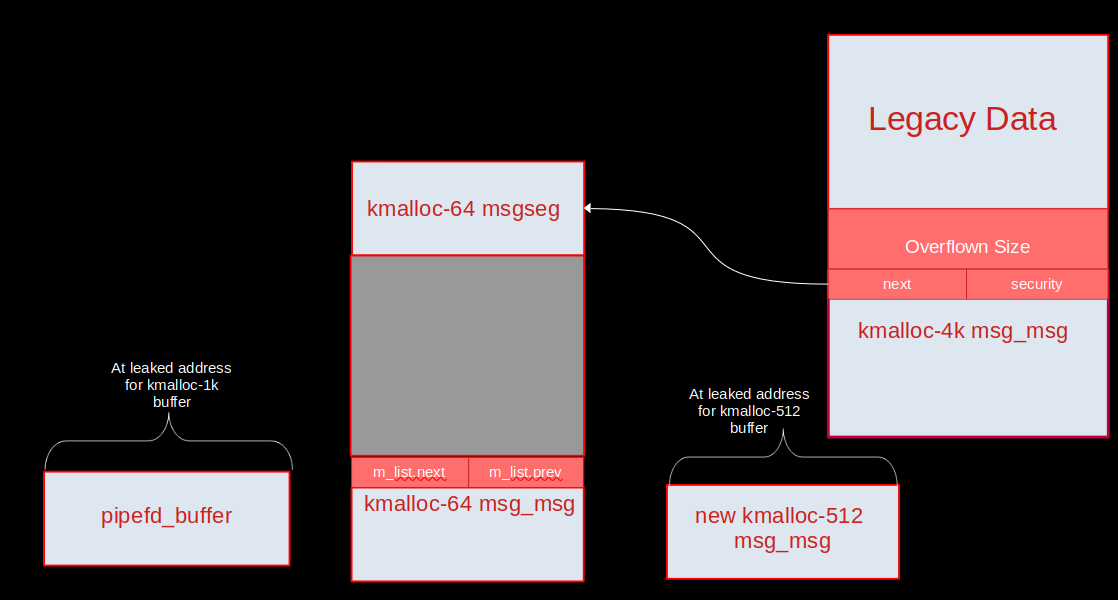 Legacy Data
kmalloc-64 msgseg
Overflown Size
next
security
kmalloc-4k msg_msg
At leaked address
for kmalloc-1k
buffer
At leaked address
for kmalloc-512
buffer
m_list.next
m_list.prev
kmalloc-64 msg_msg
pipefd_buffer
new kmalloc-512
msg_msg